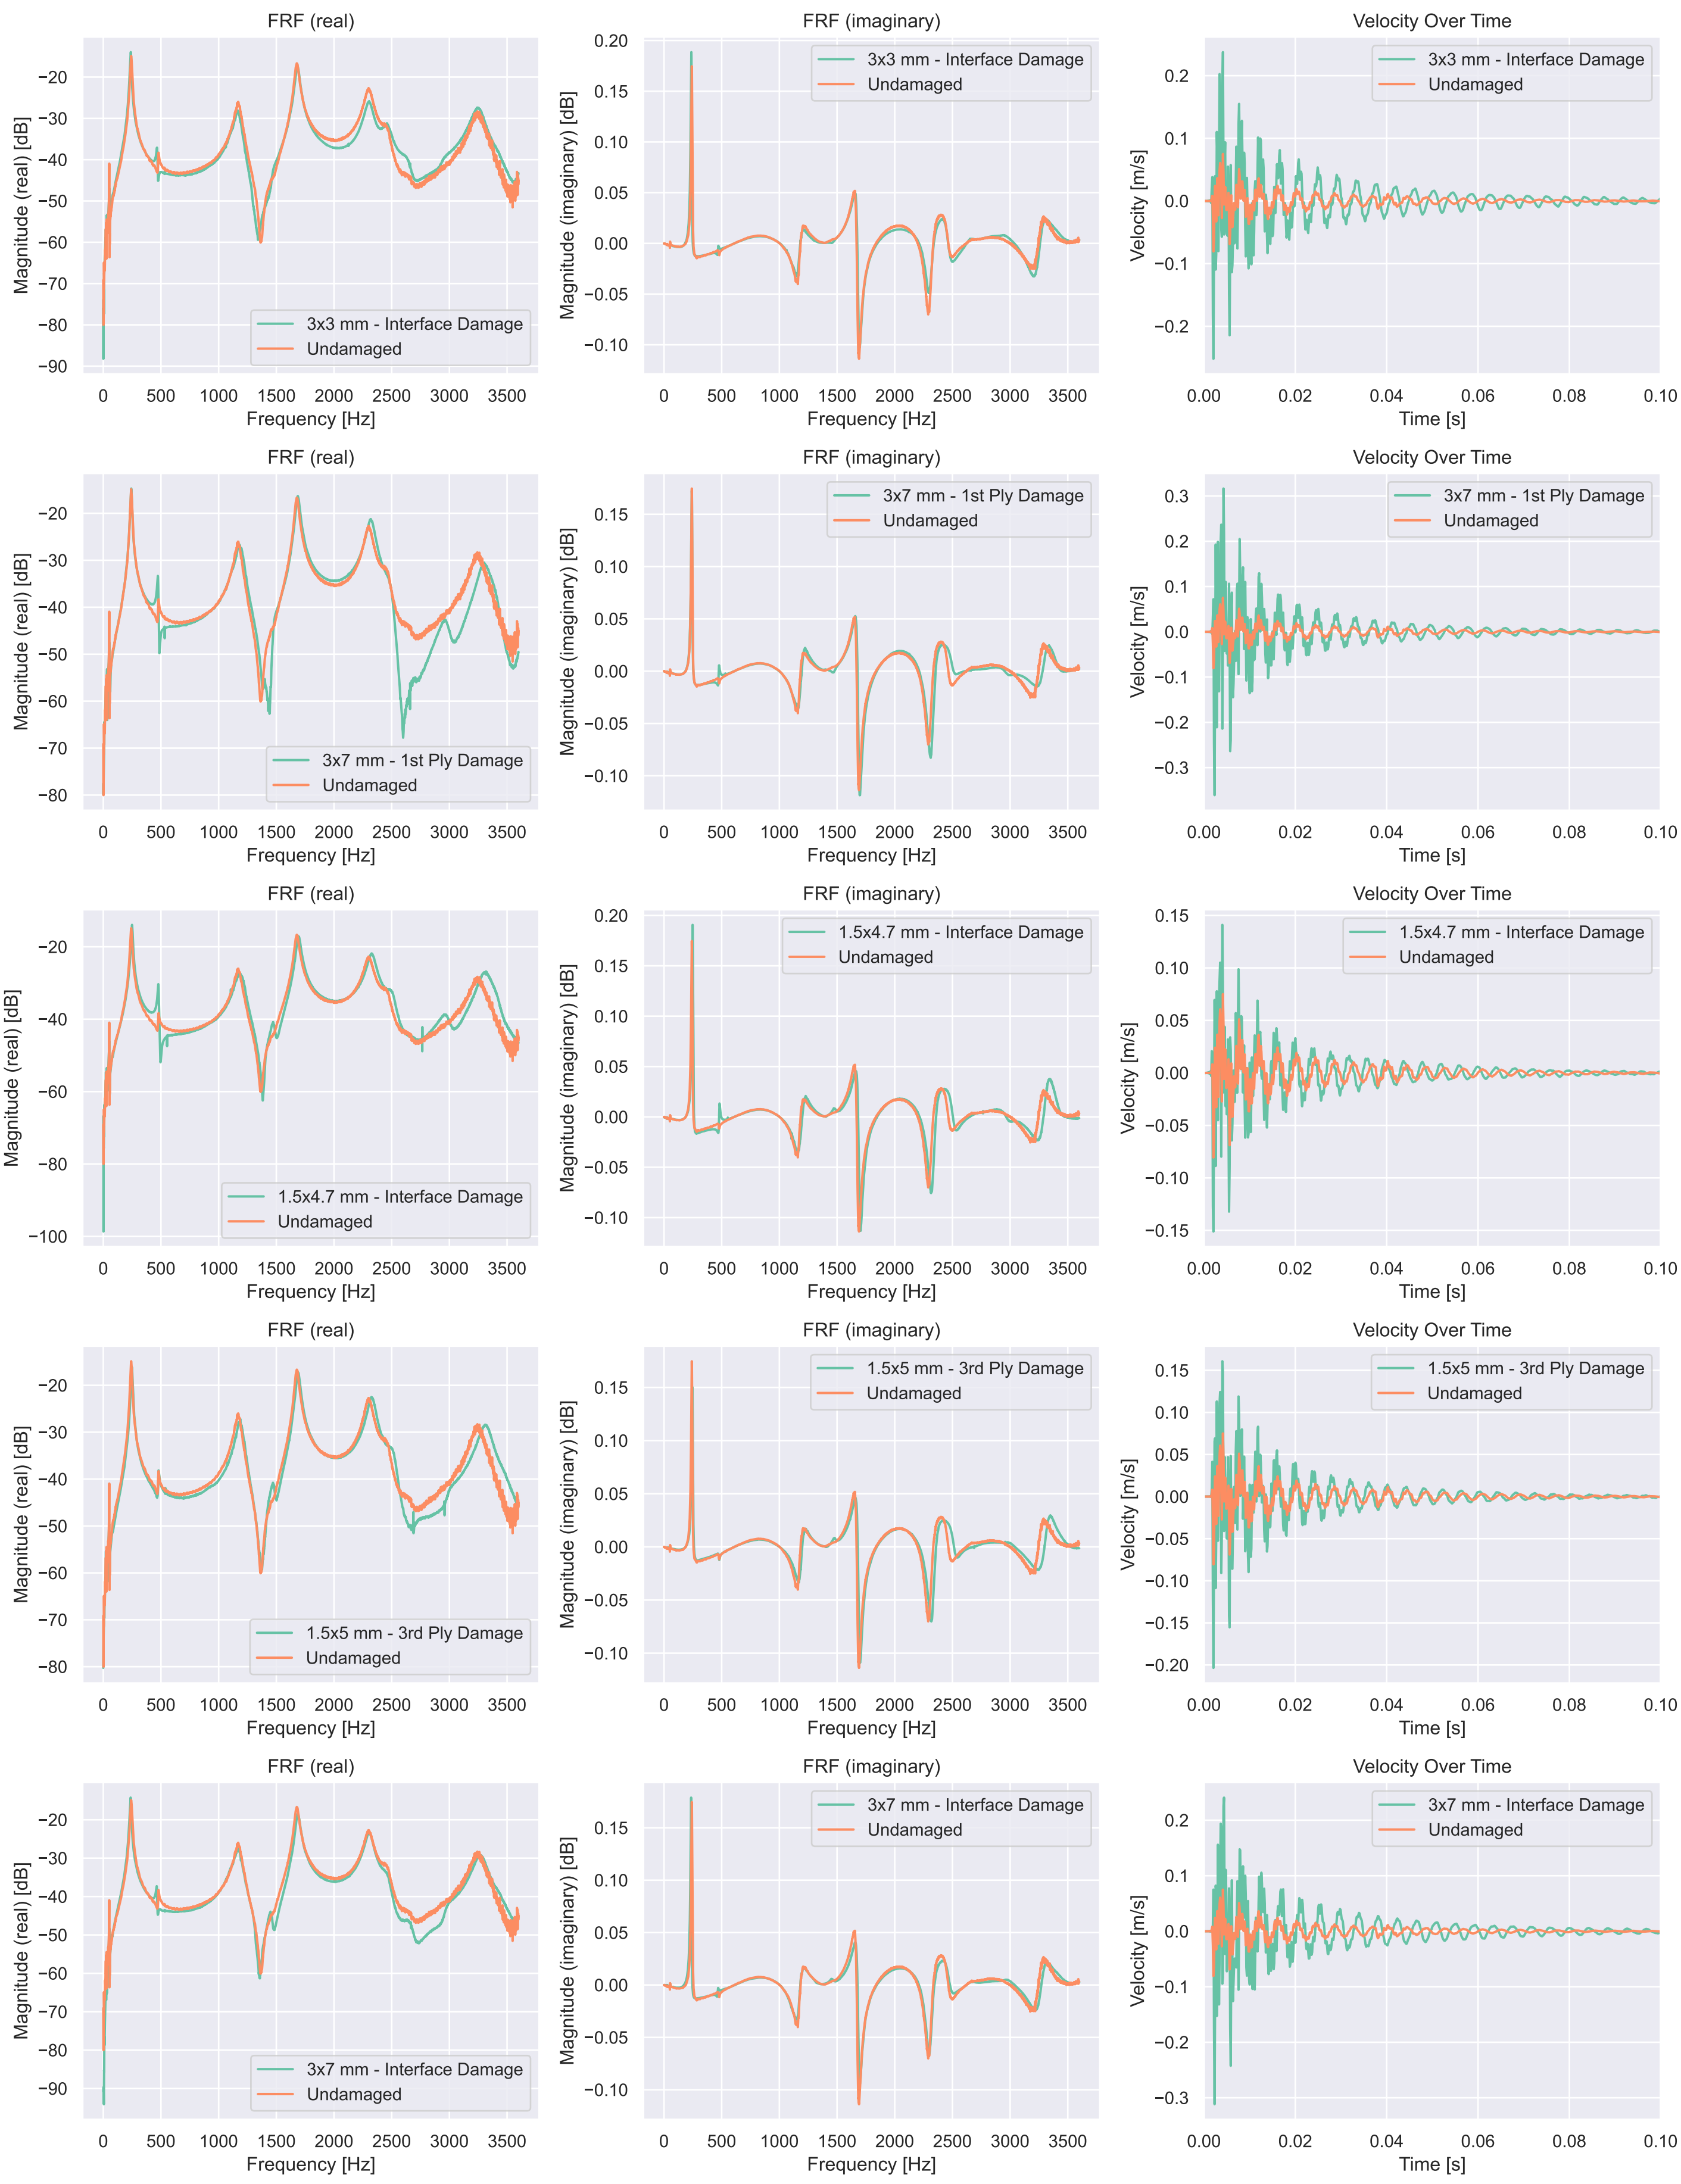 FRF (real)
FRF (imaginary)
Velocity Over Time
Magnitude (real) [dB]
−20
−30
−40
−50
−60
−70
−80
−90
3x3 mm - Interface Damage
Undamaged
0 500 1000 1500 2000 2500 3000 3500
Frequency [Hz]
Magnitude (imaginary) [dB]
0.20
0.15
0.10
0.05
0.00
−0.05
−0.10
3x3 mm - Interface Damage
Undamaged
0 500 1000 1500 2000 2500 3000 3500
Frequency [Hz]
Velocity [m/s]
0.2
0.1
0.0
−0.1
−0.2
3x3 mm - Interface Damage
Undamaged
0.00 0.02 0.04 0.06 0.08 0.10
Time [s]
FRF (real)
FRF (imaginary)
Velocity Over Time
Magnitude (real) [dB]
−20
−30
−40
−50
−60
−70
−80
3x7 mm - 1st Ply Damage
Undamaged
0 500 1000 1500 2000 2500 3000 3500
Frequency [Hz]
Magnitude (imaginary) [dB]
0.15
0.10
0.05
0.00
−0.05
−0.10
3x7 mm - 1st Ply Damage
Undamaged
0 500 1000 1500 2000 2500 3000 3500
Frequency [Hz]
Velocity [m/s]
0.3
0.2
0.1
0.0
−0.1
−0.2
−0.3
3x7 mm - 1st Ply Damage
Undamaged
0.00 0.02 0.04 0.06 0.08 0.10
Time [s]
FRF (real)
FRF (imaginary)
Velocity Over Time
Magnitude (real) [dB]
−20
−40
−60
−80
−100
1.5x4.7 mm - Interface Damage
Undamaged
0 500 1000 1500 2000 2500 3000 3500
Frequency [Hz]
Magnitude (imaginary) [dB]
0.20
0.15
0.10
0.05
0.00
−0.05
−0.10
1.5x4.7 mm - Interface Damage
Undamaged
0 500 1000 1500 2000 2500 3000 3500
Frequency [Hz]
Velocity [m/s]
0.15
0.10
0.05
0.00
−0.05
−0.10
−0.15
1.5x4.7 mm - Interface Damage
Undamaged
0.00 0.02 0.04 0.06 0.08 0.10
Time [s]
FRF (real)
FRF (imaginary)
Velocity Over Time
Magnitude (real) [dB]
−20
−30
−40
−50
−60
−70
−80
1.5x5 mm - 3rd Ply Damage
Undamaged
0 500 1000 1500 2000 2500 3000 3500
Frequency [Hz]
Magnitude (imaginary) [dB]
0.15
0.10
0.05
0.00
−0.05
−0.10
1.5x5 mm - 3rd Ply Damage
Undamaged
0 500 1000 1500 2000 2500 3000 3500
Frequency [Hz]
Velocity [m/s]
0.15
0.10
0.05
0.00
−0.05
−0.10
−0.15
−0.20
1.5x5 mm - 3rd Ply Damage
Undamaged
0.00 0.02 0.04 0.06 0.08 0.10
Time [s]
FRF (real)
FRF (imaginary)
Velocity Over Time
Magnitude (real) [dB]
−20
−30
−40
−50
−60
−70
−80
−90
3x7 mm - Interface Damage
Undamaged
0 500 1000 1500 2000 2500 3000 3500
Frequency [Hz]
Magnitude (imaginary) [dB]
0.15
0.10
0.05
0.00
−0.05
−0.10
3x7 mm - Interface Damage
Undamaged
0 500 1000 1500 2000 2500 3000 3500
Frequency [Hz]
Velocity [m/s]
0.2
0.1
0.0
−0.1
−0.2
−0.3
3x7 mm - Interface Damage
Undamaged
0.00 0.02 0.04 0.06 0.08 0.10
Time [s]